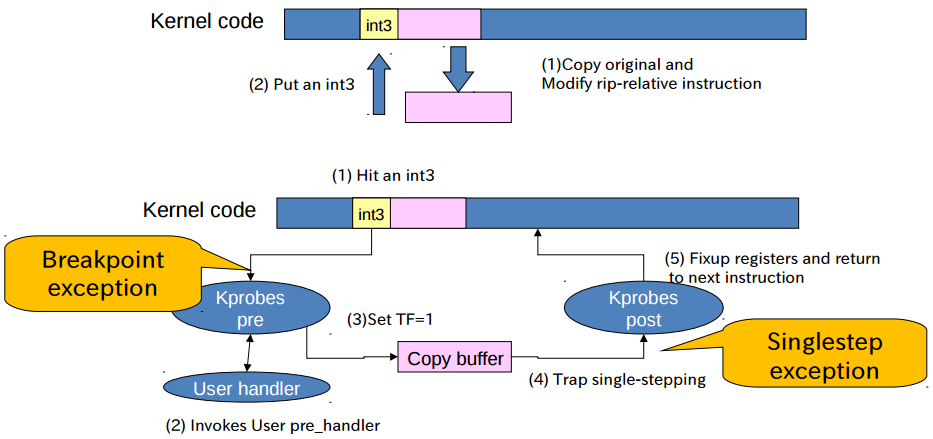 Kernel code
int3
(2) Put an int3
(1)Copy original and
Modify rip-relative instruction
(1) Hit an int3
Kernel code
int3
Breakpoint
exception
(5) Fixup registers and return
to next instruction
Kprobes
pre
Kprobes
post
(3)Set TF=1
Copy buffer
Singlestep
exception
(4) Trap single-stepping
User handler
(2) Invokes User pre_handler